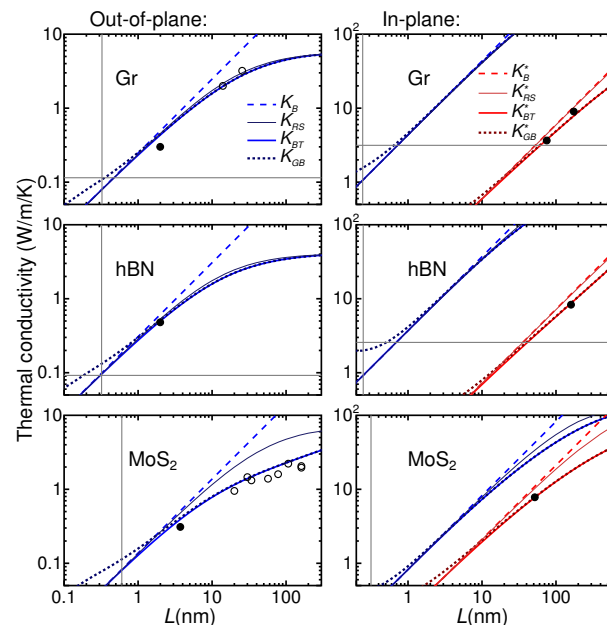 Out-of-plane:
In-plane:
Thermal conductivity (W/m/K)
10
1
0.1
Gr
K_B
K_RS
K_BT
K_GB
10^2
10
1
Gr
K*_B
K*_RS
K*_BT
K*_GB
10
1
0.1
hBN
10^2
10
1
hBN
10
1
0.1
MoS₂
0.1 1 10 100
L(nm)
10^2
10
1
MoS₂
1 10 100
L(nm)